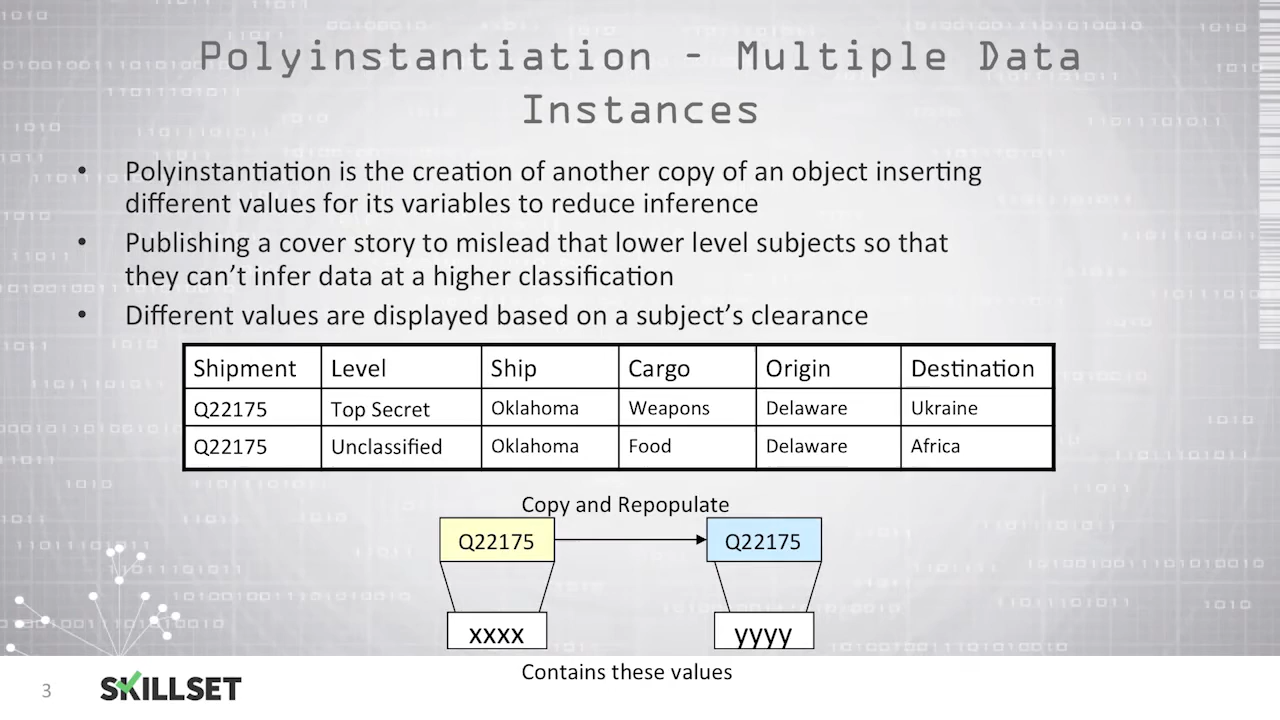 Polyinstantiation - Multiple Data
Instances
• Polyinstantiation is the creation of another copy of an object inserting
different values for its variables to reduce inference
• Publishing a cover story to mislead that lower level subjects so that
they can’t infer data at a higher classification
• Different values are displayed based on a subject’s clearance
Shipment Level Ship Cargo Origin Destination
Q22175 Top Secret Oklahoma Weapons Delaware Ukraine
Q22175 Unclassified Oklahoma Food Delaware Africa
Copy and Repopulate
Q22175 Q22175
xxxx yyyy
Contains these values
3 SKILLSET